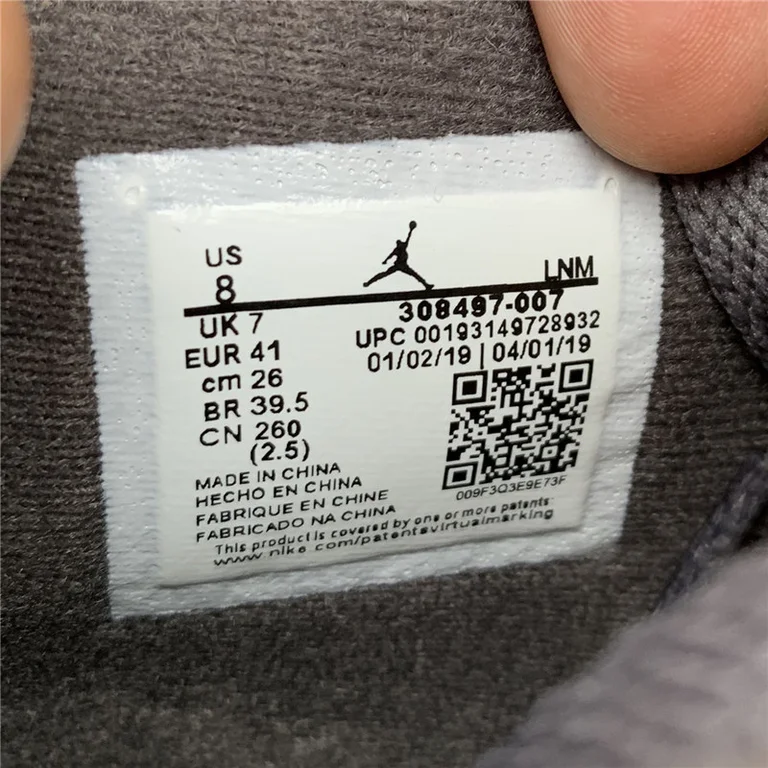 US
8
LNM
308497-007
UK 7
UPC 00193149728932
EUR 41
01/02/19 | 04/01/19
cm 26
BR 39.5
CN 260
(2.5)
009F3Q3E9E73F
MADE IN CHINA
HECHO EN CHINA
FABRIQUE EN CHINE
FABRICADO NA CHINA
This product is covered by one or more patents:
www.nike.com/patentsvirtualmarking